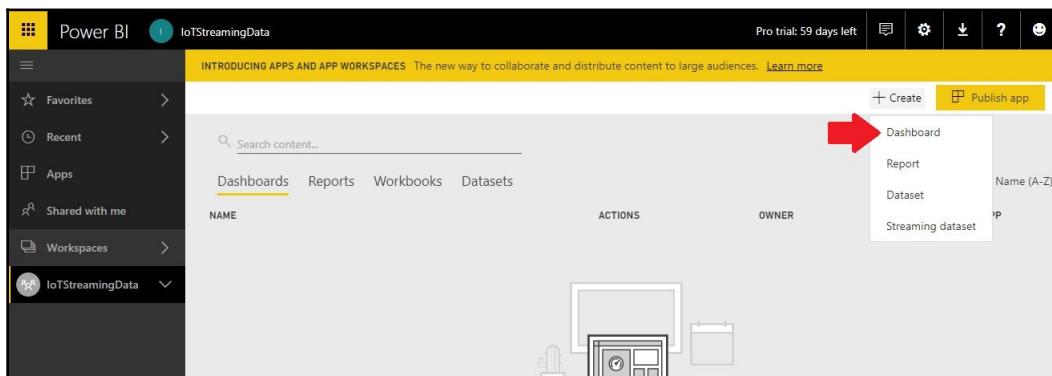 Power BI
I
IoTStreamingData
Pro trial: 59 days left
?
INTRODUCING APPS AND APP WORKSPACES The new way to collaborate and distribute content to large audiences. Learn more
Favorites
Recent
Apps
Shared with me
Workspaces
IoTStreamingData
+ Create
Publish app
Dashboard
Report
Dataset
Streaming dataset
Search content...
Dashboards Reports Workbooks Datasets
Name (A-Z)
NAME ACTIONS OWNER